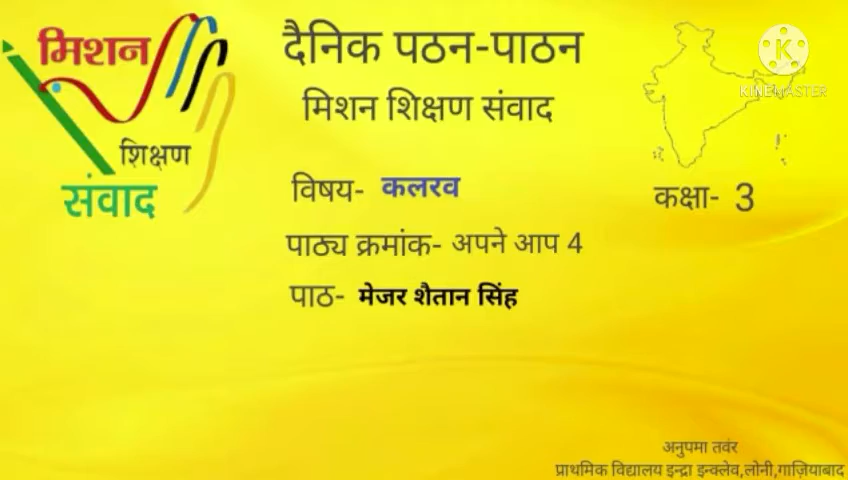 मिशन
शिक्षण
संवाद
दैनिक पठन-पाठन
मिशन शिक्षण संवाद
विषय- कलरव
पाठ्य क्रमांक- अपने आप 4
पाठ- मेजर शैतान सिंह
K
KINEMASTER
कक्षा- 3
अनुपमा तवंर
प्राथमिक विद्यालय इन्द्रा इन्क्लेव,लोनी,गाज़ियाबाद